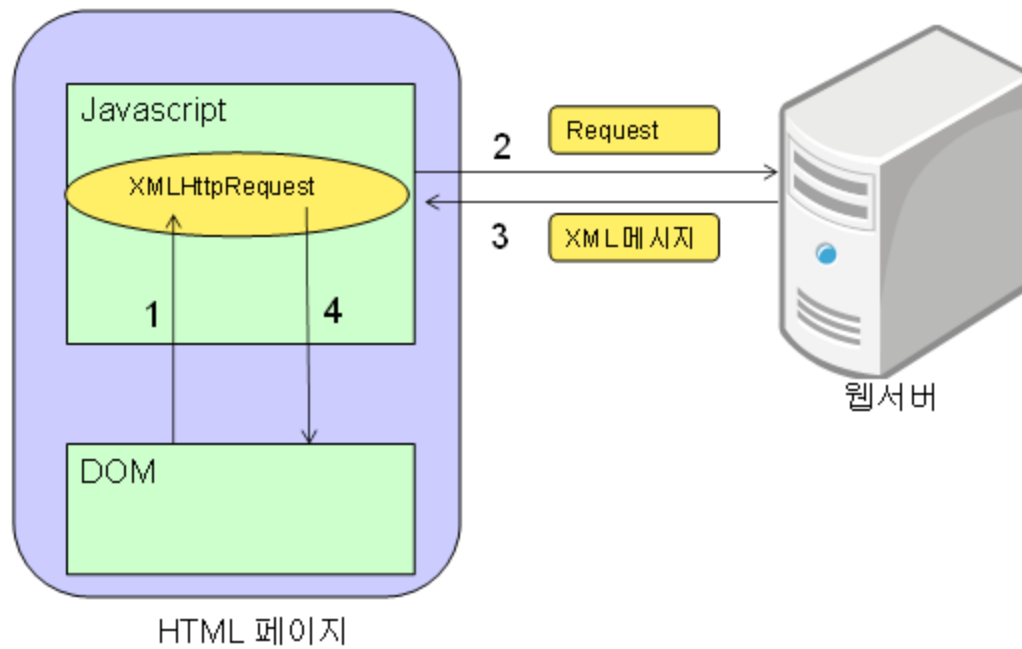 Javascript
XMLHttpRequest
1
4
DOM
HTML 페이지
2
Request
3
XML메시지
웹서버